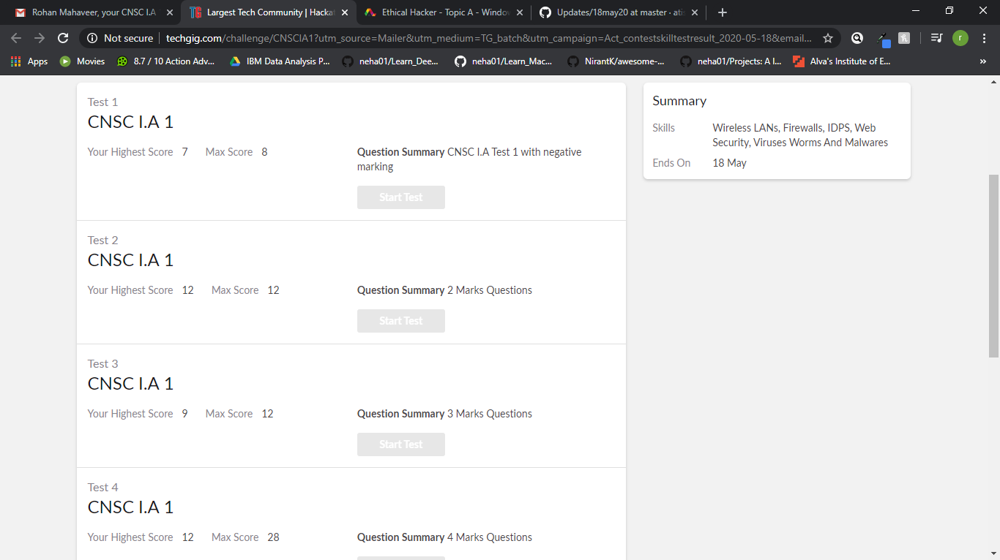 Rohan Mahaveer, your CNSC I.A
Largest Tech Community | Hacka
Ethical Hacker - Topic A - Windo
Updates/18may20 at master · ati
Not secure
techgig.com/challenge/CNSCIA1?utm_source=Mailer&utm_medium=TG_batch&utm_campaign=Act_contestskilltestresult_2020-05-18&email...
r
Apps
Movies
8.7 / 10 Action Adv...
IBM Data Analysis P...
neha01/Learn_Dee...
neha01/Learn_Mac...
NirantK/awesome-...
neha01/Projects: A l...
Alva's Institute of E...
»
Test 1
CNSC I.A 1
Your Highest Score 7 Max Score 8
Question Summary CNSC I.A Test 1 with negative
marking
Start Test
Test 2
CNSC I.A 1
Your Highest Score 12 Max Score 12
Question Summary 2 Marks Questions
Start Test
Test 3
CNSC I.A 1
Your Highest Score 9 Max Score 12
Question Summary 3 Marks Questions
Start Test
Test 4
CNSC I.A 1
Your Highest Score 12 Max Score 28
Question Summary 4 Marks Questions
Summary
Skills Wireless LANs, Firewalls, IDPS, Web
Security, Viruses Worms And Malwares
Ends On 18 May